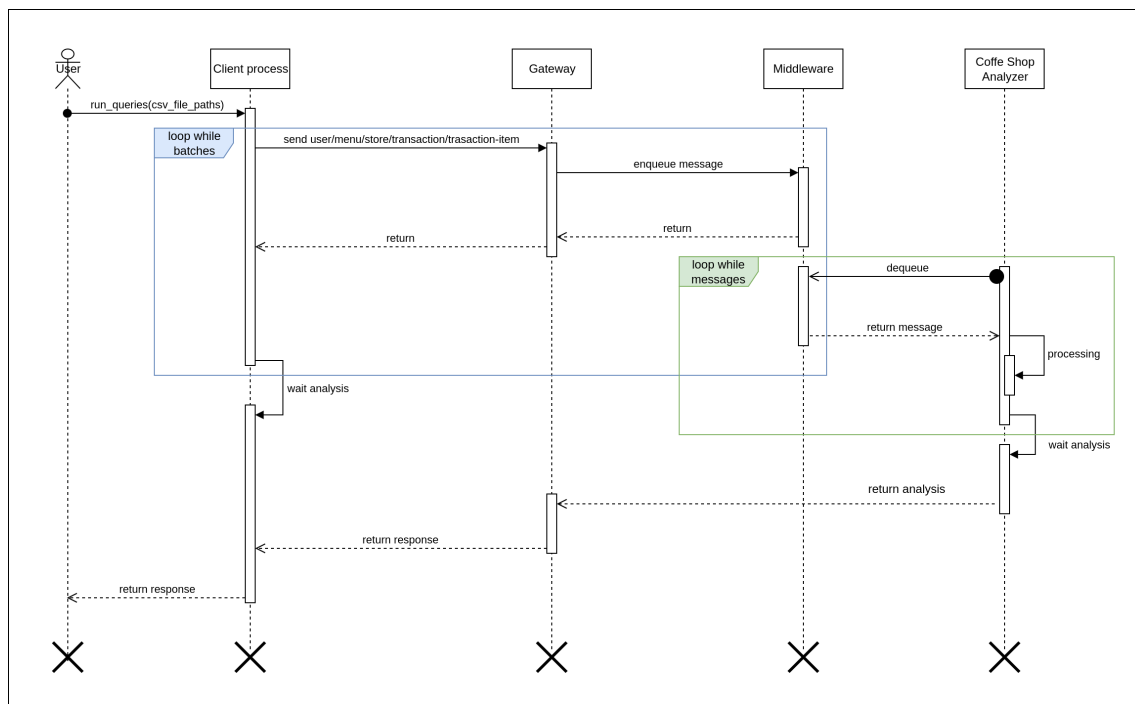 User
Client process
Gateway
Middleware
Coffe Shop
Analyzer
run_queries(csv_file_paths)
loop while
batches
send user/menu/store/transaction/trasaction-item
enqueue message
return
return
loop while
messages
dequeue
return message
processing
wait analysis
wait analysis
return analysis
return response
return response